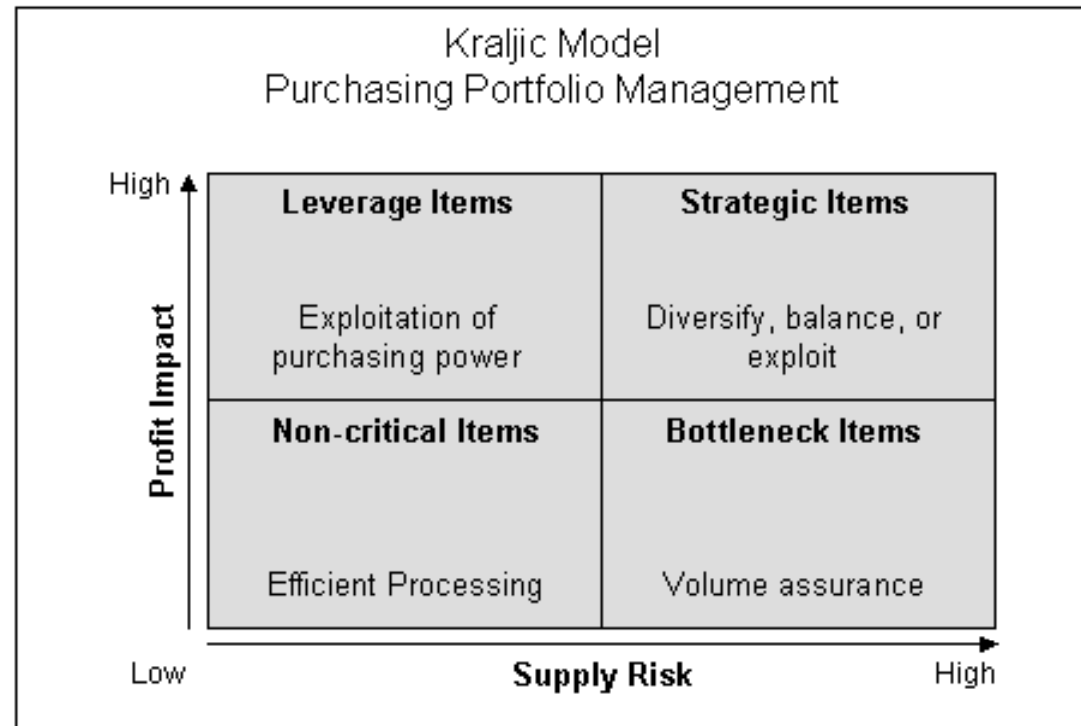 Kraljic Model
Purchasing Portfolio Management
High
Leverage Items
Strategic Items
Exploitation of
purchasing power
Diversify, balance, or
exploit
Profit Impact
Non-critical Items
Bottleneck Items
Efficient Processing
Volume assurance
Low
Supply Risk
High